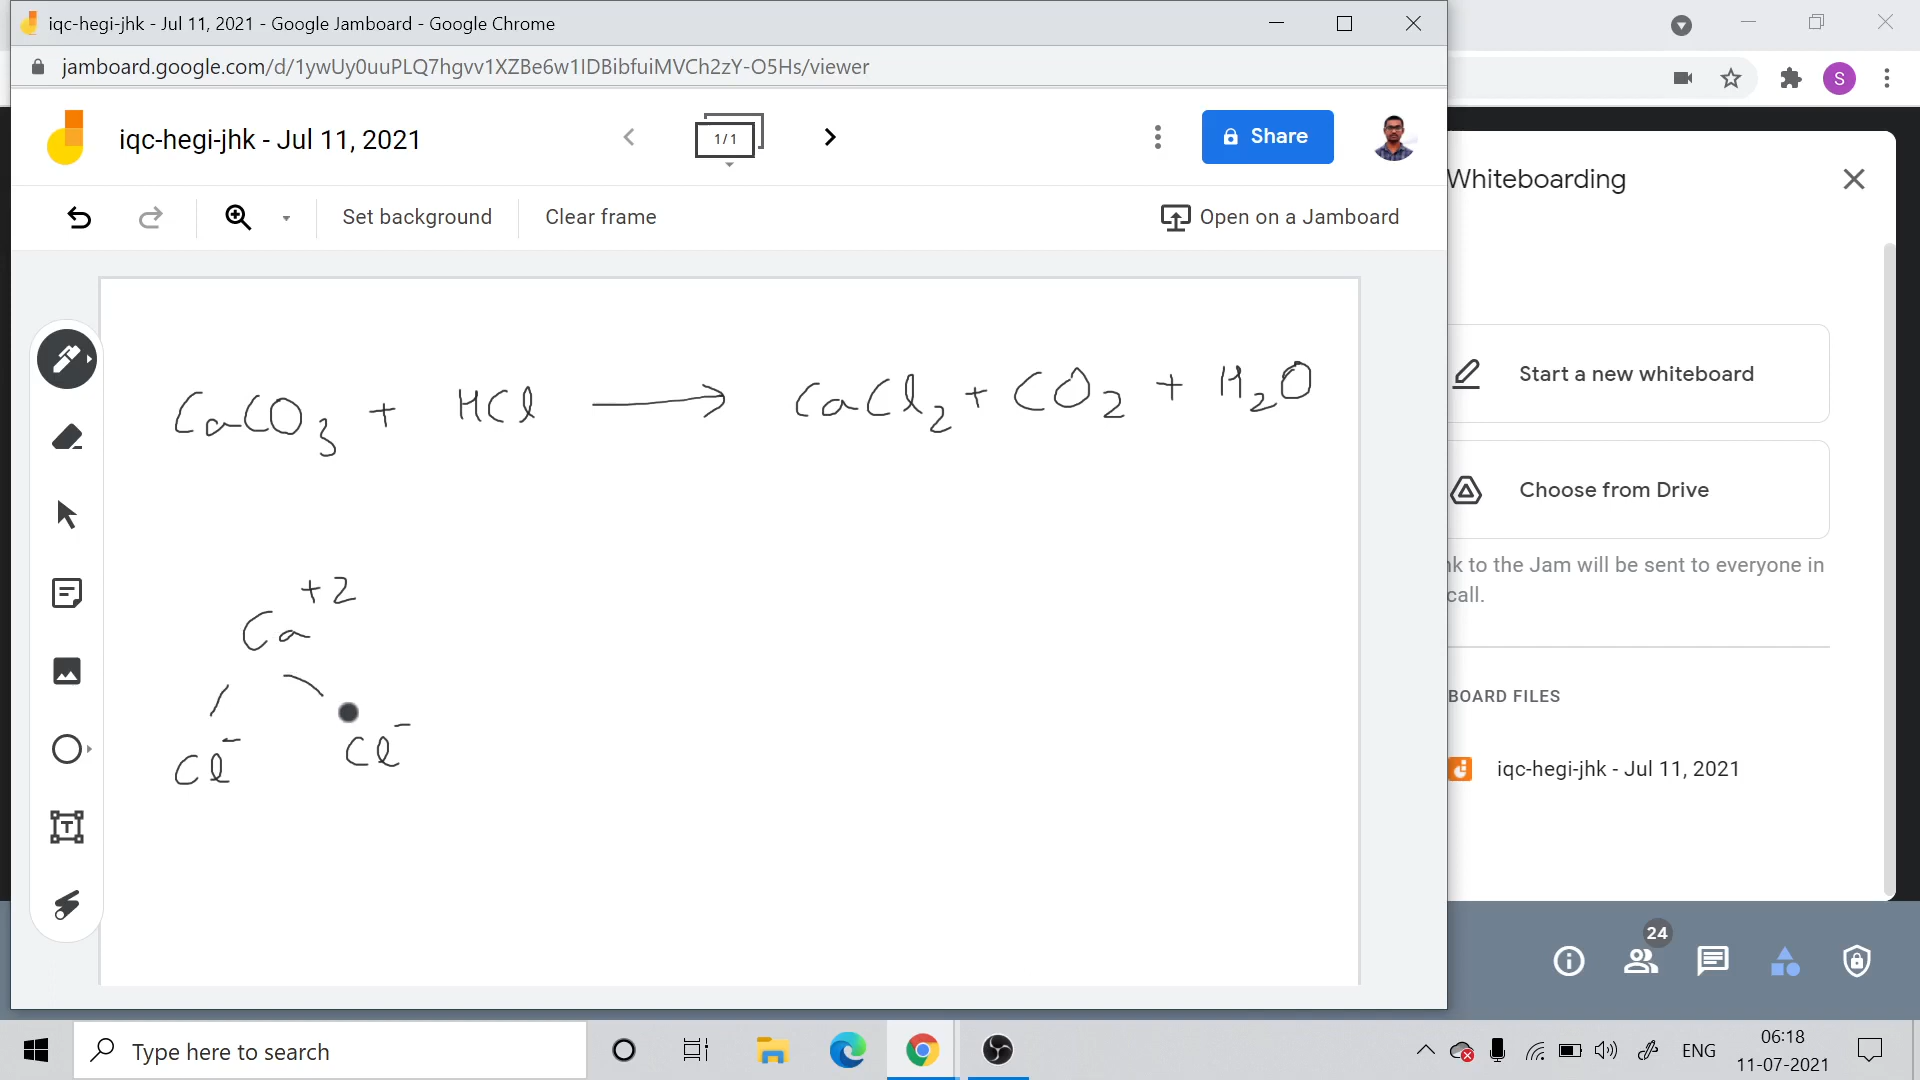 iqc-hegi-jhk - Jul 11, 2021 - Google Jamboard - Google Chrome
jamboard.google.com/d/1ywUy0uuPLQ7hgvv1XZBe6w1IDBibfuiMVCh2zY-O5Hs/viewer
S
iqc-hegi-jhk - Jul 11, 2021
1/1
Share
Whiteboarding
Set background
Clear frame
Open on a Jamboard
CaCO3 + HCl → CaCl2 + CO2 + H2O
Start a new whiteboard
Choose from Drive
nk to the Jam will be sent to everyone in
call.
Ca+2
Cl- Cl-
BOARD FILES
iqc-hegi-jhk - Jul 11, 2021
24
Type here to search
ENG
06:18
11-07-2021